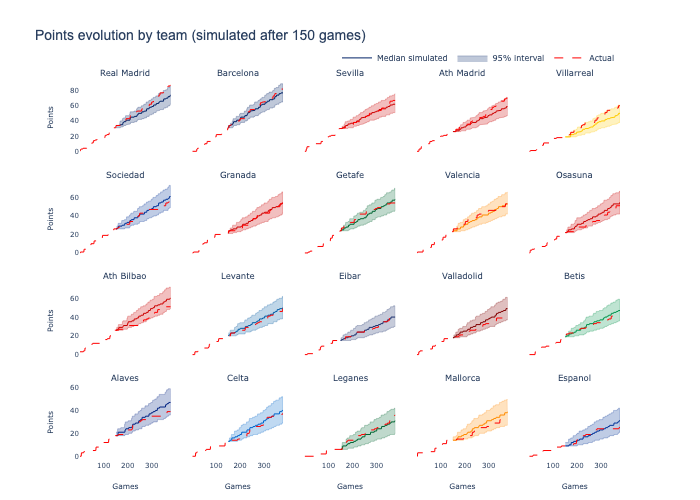 Points evolution by team (simulated after 150 games)
Median simulated 95% interval Actual
Real Madrid Barcelona Sevilla Ath Madrid Villarreal
80
60
40
20
0
Points
Sociedad Granada Getafe Valencia Osasuna
60
40
20
0
Points
Ath Bilbao Levante Eibar Valladolid Betis
60
40
20
0
Points
Alaves Celta Leganes Mallorca Espanol
60
40
20
0
Points
100 200 300 100 200 300 100 200 300 100 200 300 100 200 300
Games Games Games Games Games